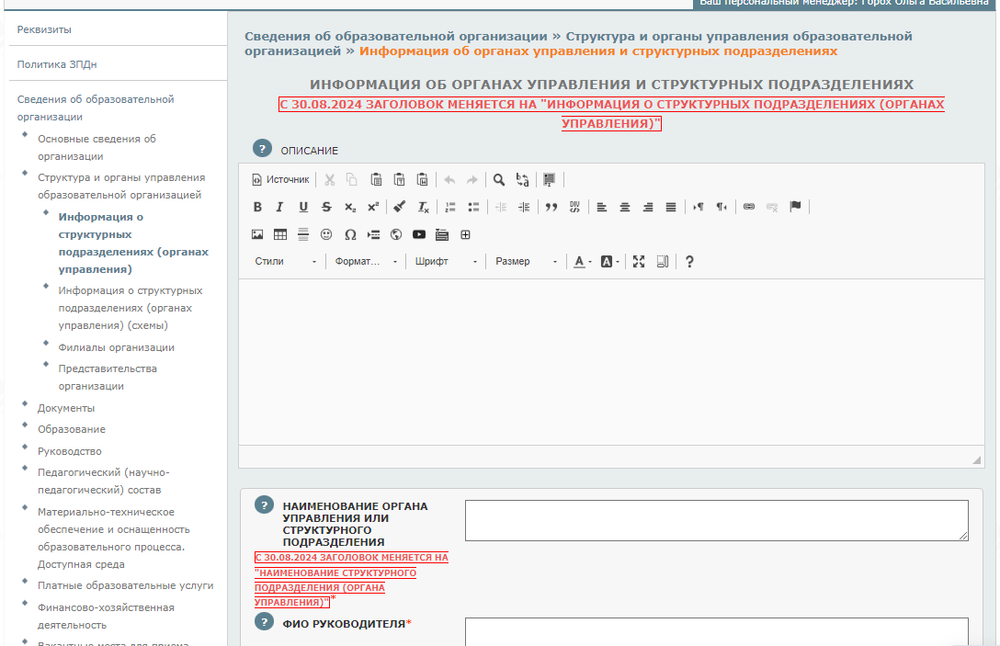 Ваш персональный менеджер: Горох Ольга Васильевна
Реквизиты
Политика ЗПДн
Сведения об образовательной
организации
Основные сведения об
организации
Структура и органы управления
образовательной организацией
Информация о
структурных
подразделениях (органах
управления)
Информация о структурных
подразделениях (органах
управления) (схемы)
Филиалы организации
Представительства
организации
Документы
Образование
Руководство
Педагогический (научно-
педагогический) состав
Материально-техническое
обеспечение и оснащенность
образовательного процесса.
Доступная среда
Платные образовательные услуги
Финансово-хозяйственная
деятельность
Вакантные места для приема
Сведения об образовательной организации » Структура и органы управления образовательной
организацией » Информация об органах управления и структурных подразделениях
ИНФОРМАЦИЯ ОБ ОРГАНАХ УПРАВЛЕНИЯ И СТРУКТУРНЫХ ПОДРАЗДЕЛЕНИЯХ
С 30.08.2024 ЗАГОЛОВОК МЕНЯЕТСЯ НА "ИНФОРМАЦИЯ О СТРУКТУРНЫХ ПОДРАЗДЕЛЕНИЯХ (ОРГАНАХ
УПРАВЛЕНИЯ)"
? ОПИСАНИЕ
Источник
Стили Формат... Шрифт Размер A A ?
? НАИМЕНОВАНИЕ ОРГАНА
УПРАВЛЕНИЯ ИЛИ
СТРУКТУРНОГО
ПОДРАЗДЕЛЕНИЯ
С 30.08.2024 ЗАГОЛОВОК МЕНЯЕТСЯ НА
"НАИМЕНОВАНИЕ СТРУКТУРНОГО
ПОДРАЗДЕЛЕНИЯ (ОРГАНА
УПРАВЛЕНИЯ)"*
? ФИО РУКОВОДИТЕЛЯ*